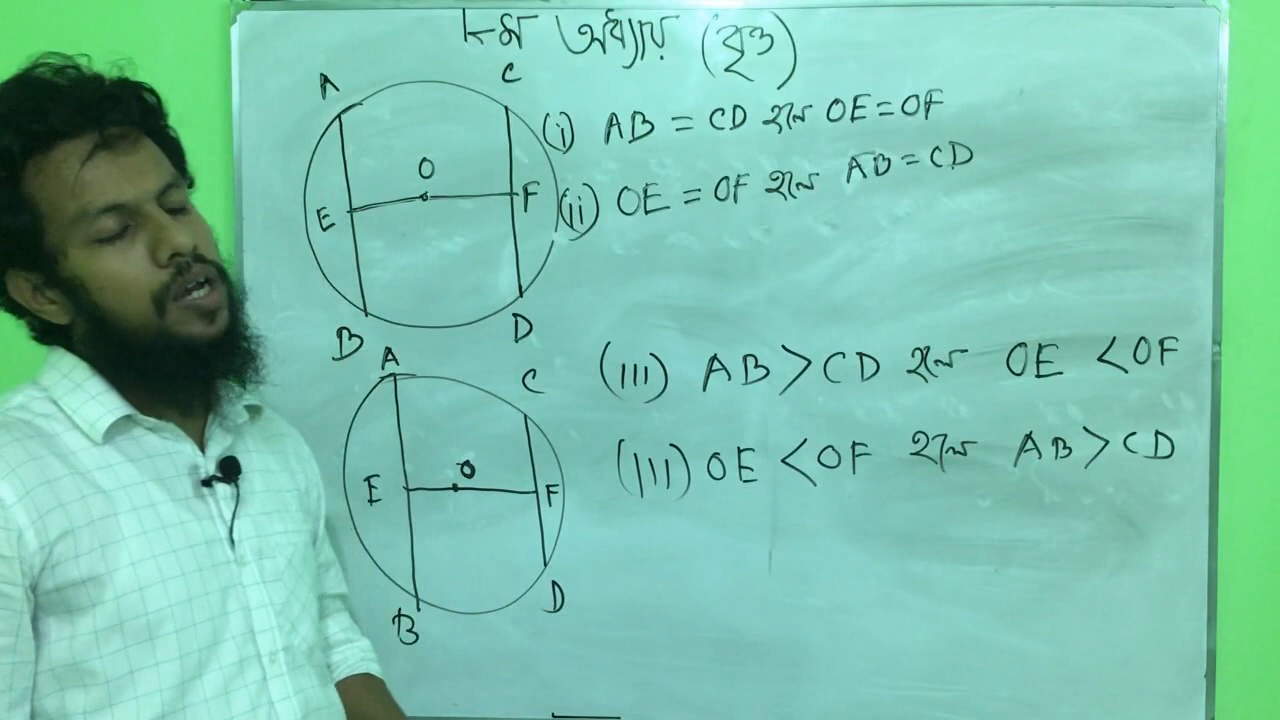 ৮ম অধ্যায় (বৃত্ত)
A
C
O
E
F
B
D
(i) AB = CD হলে OE = OF
(ii) OE = OF হলে AB = CD
A
C
O
E
F
B
D
(III) AB > CD হলে OE < OF
(III) OE < OF হলে AB > CD